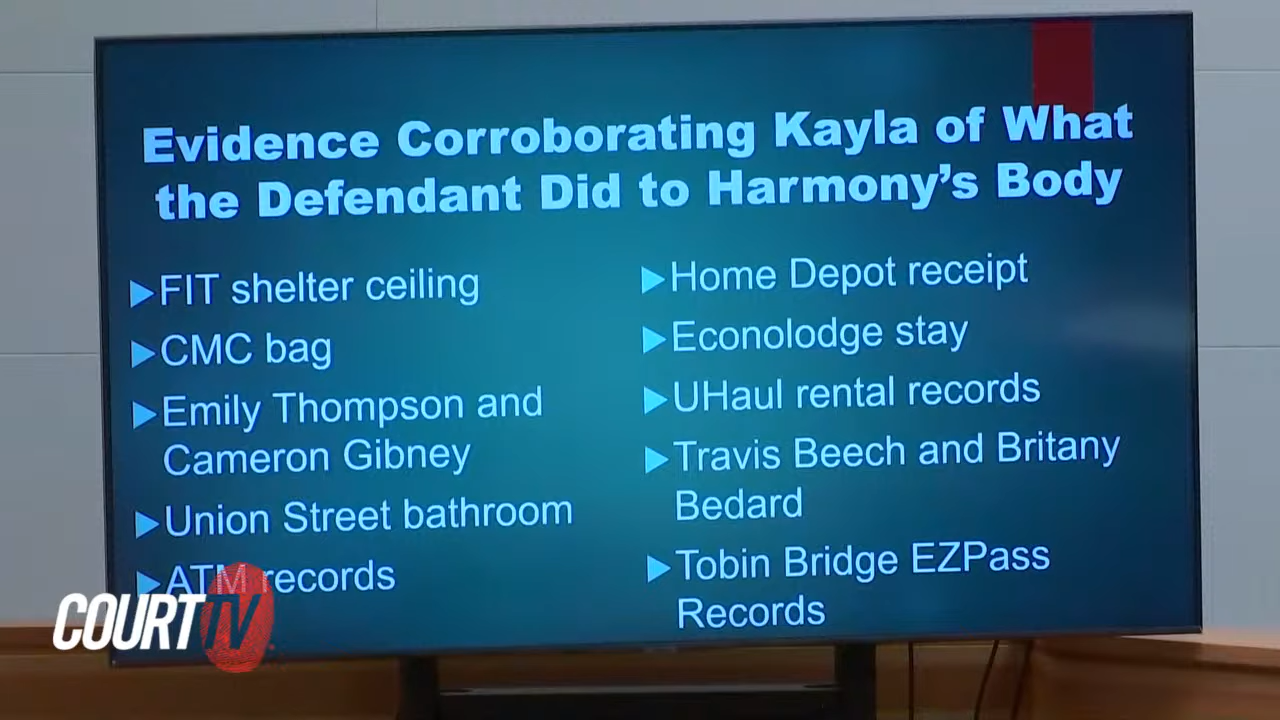 Evidence Corroborating Kayla of What
the Defendant Did to Harmony's Body
▶FIT shelter ceiling
▶CMC bag
▶Emily Thompson and
Cameron Gibney
▶Union Street bathroom
▶ATM records
▶Home Depot receipt
▶Econolodge stay
▶UHaul rental records
▶Travis Beech and Britany
Bedard
▶Tobin Bridge EZPass
Records
COURT TV